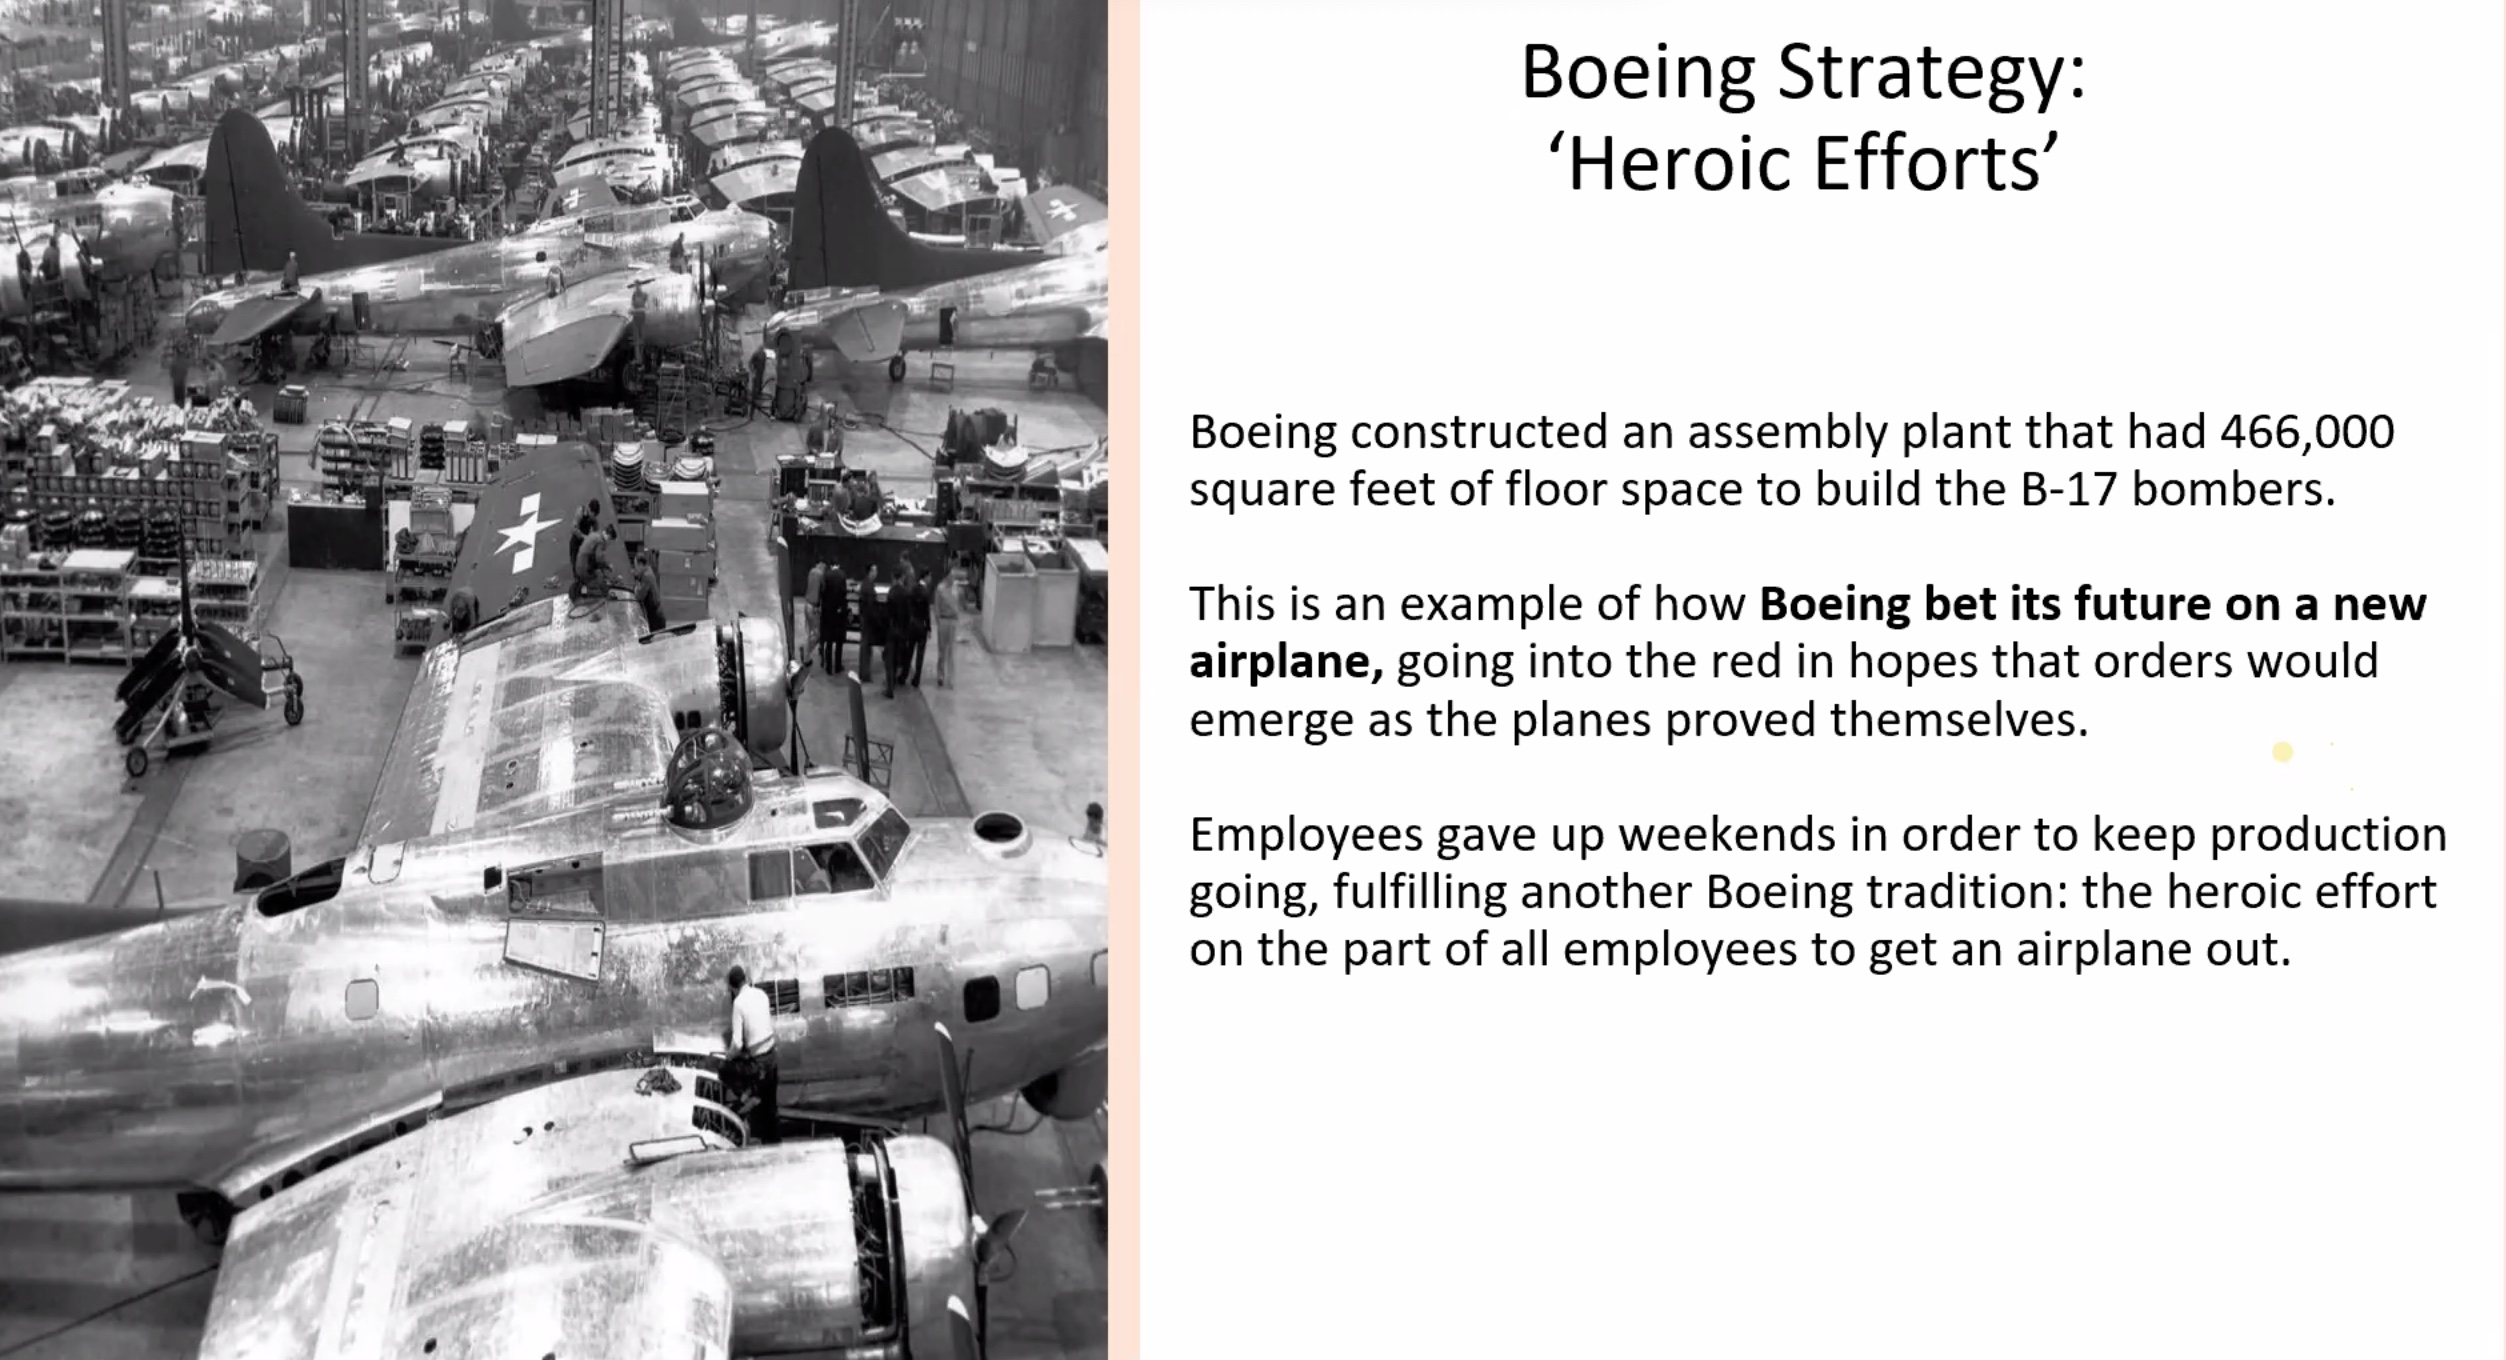 Boeing Strategy:
‘Heroic Efforts’
Boeing constructed an assembly plant that had 466,000
square feet of floor space to build the B-17 bombers.
This is an example of how Boeing bet its future on a new
airplane, going into the red in hopes that orders would
emerge as the planes proved themselves.
Employees gave up weekends in order to keep production
going, fulfilling another Boeing tradition: the heroic effort
on the part of all employees to get an airplane out.